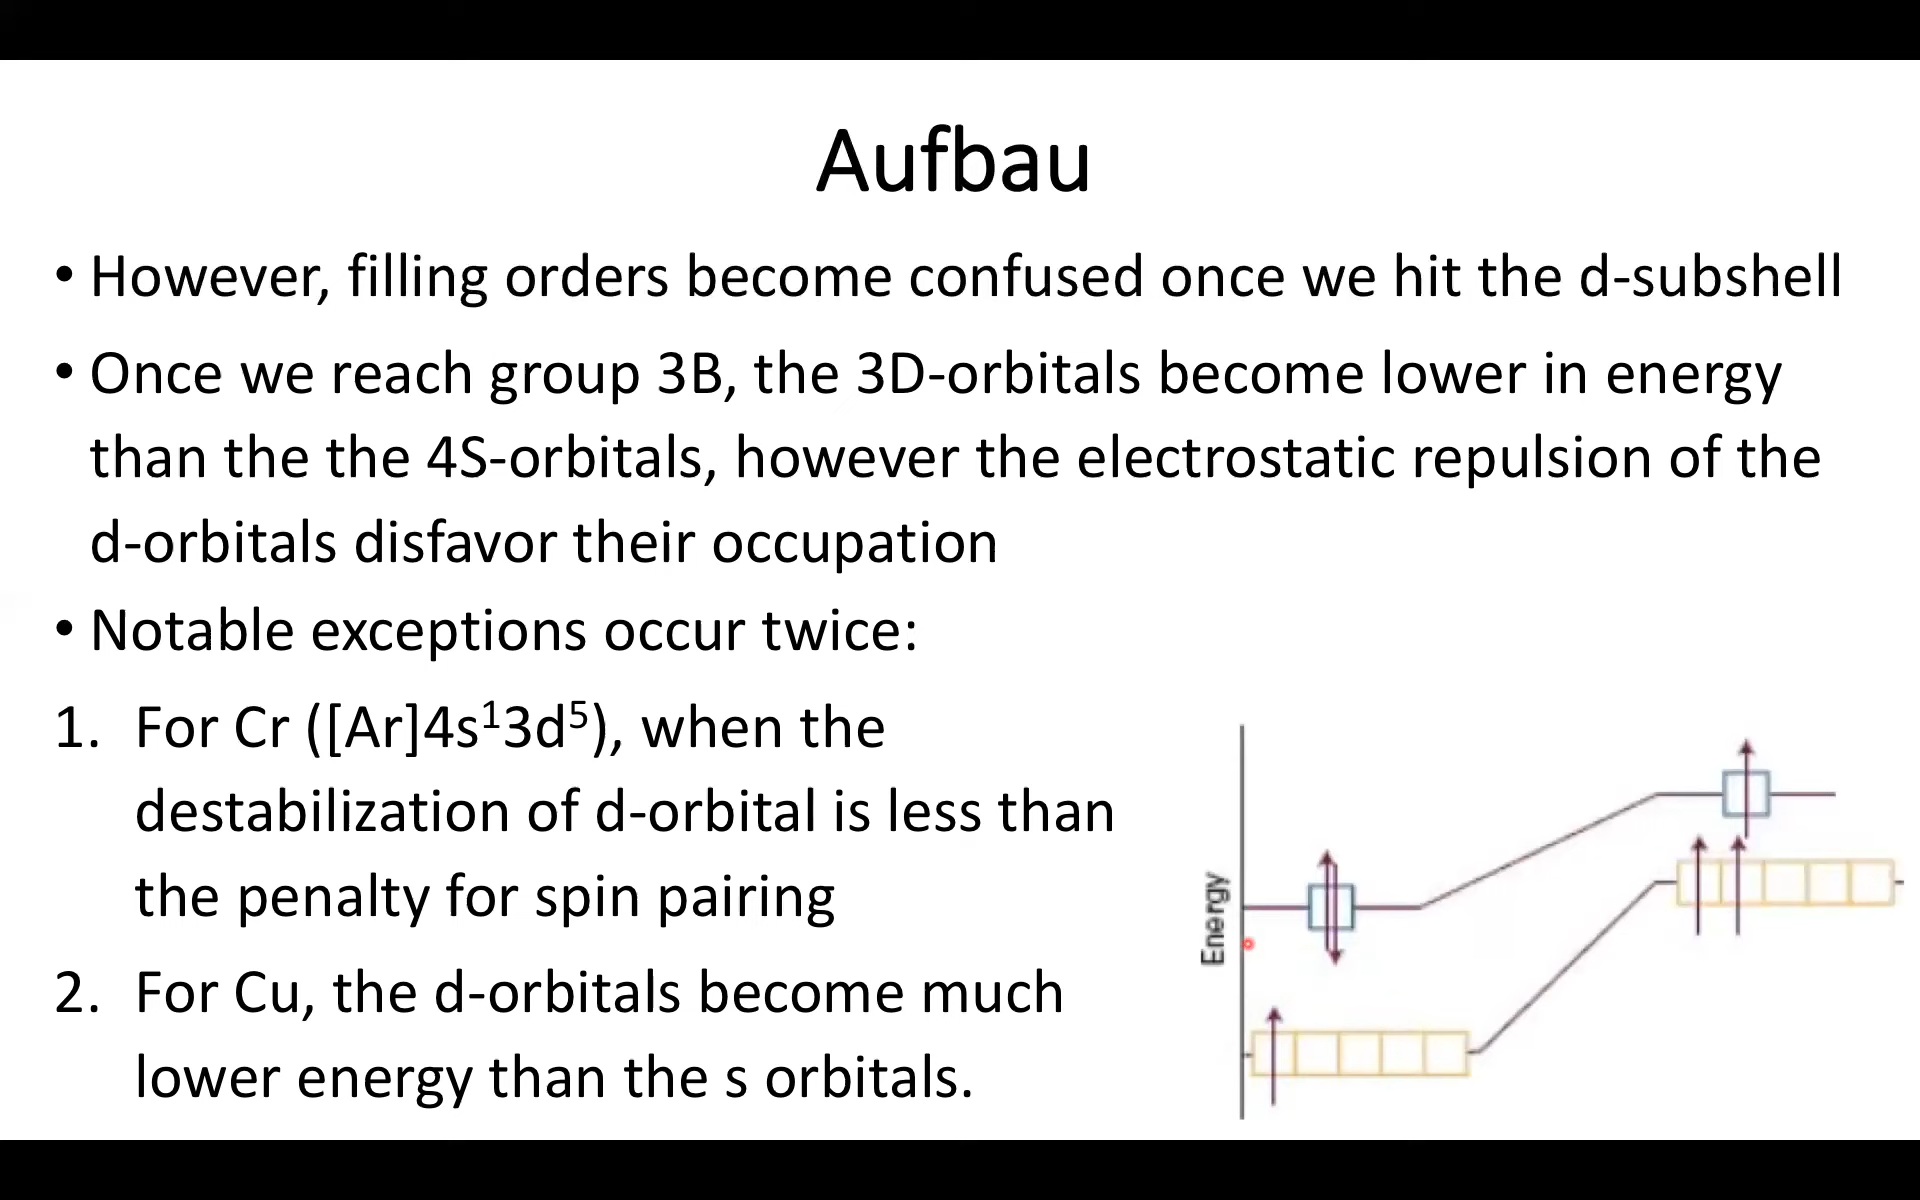 Aufbau
• However, filling orders become confused once we hit the d-subshell
• Once we reach group 3B, the 3D-orbitals become lower in energy
than the the 4S-orbitals, however the electrostatic repulsion of the
d-orbitals disfavor their occupation
• Notable exceptions occur twice:
1. For Cr ([Ar]4s¹3d⁵), when the
destabilization of d-orbital is less than
the penalty for spin pairing
2. For Cu, the d-orbitals become much
lower energy than the s orbitals.
Energy